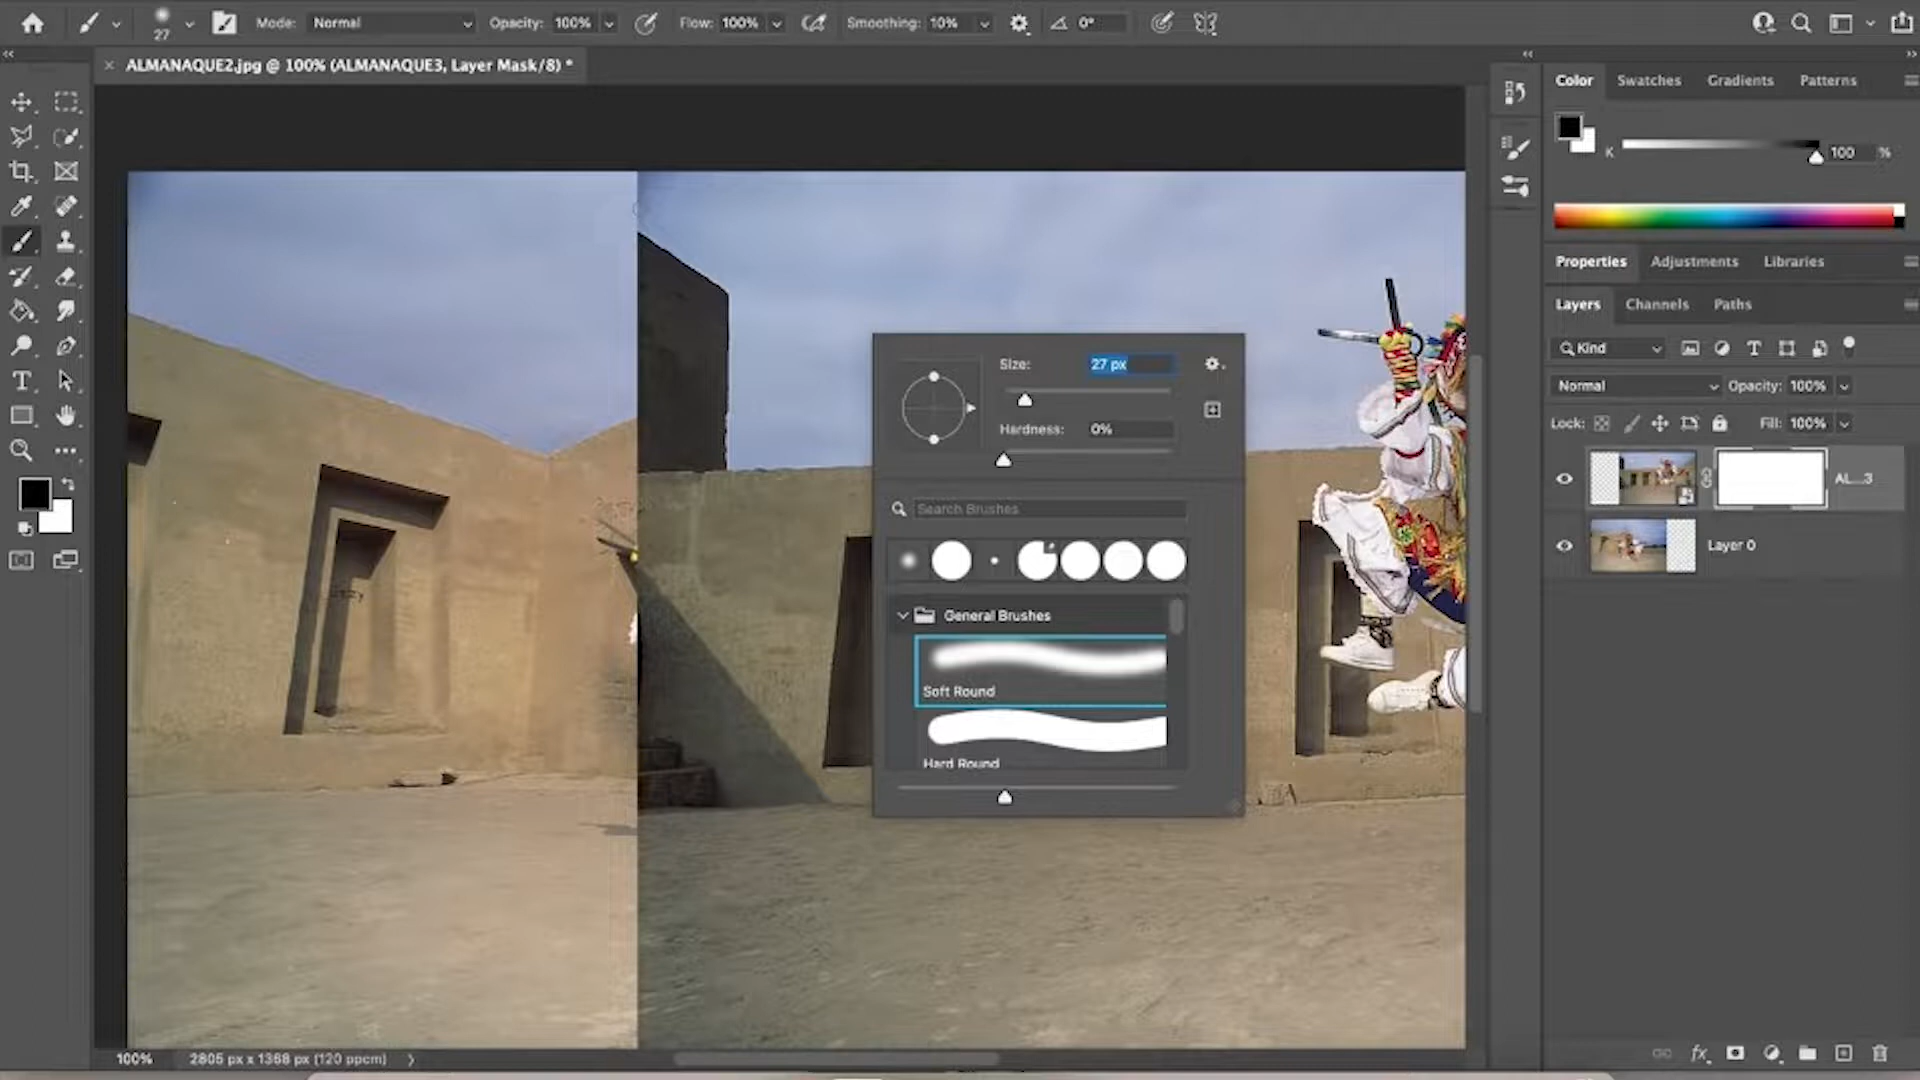 27
Mode: Normal
Opacity: 100%
Flow: 100%
Smoothing: 10%
0°
ALMANAQUE2.jpg @ 100% (ALMANAQUE3, Layer Mask/8) *
Color
Swatches
Gradients
Patterns
K
100
%
Properties
Adjustments
Libraries
Layers
Channels
Paths
Kind
Normal
Opacity: 100%
Lock:
Fill: 100%
AL...3
Layer 0
Size: 27 px
Hardness: 0%
Search Brushes
General Brushes
Soft Round
Hard Round
100%
2805 px x 1368 px (120 ppcm)